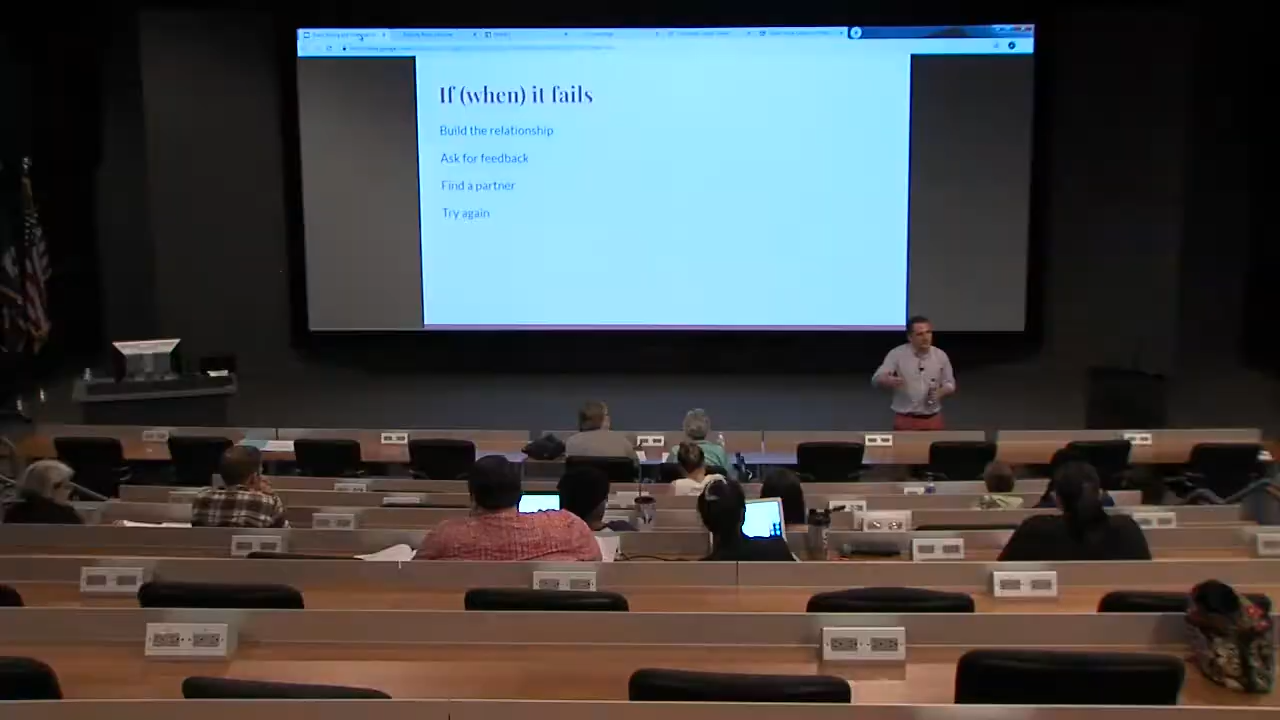 If (when) it fails
Build the relationship
Ask for feedback
Find a partner
Try again